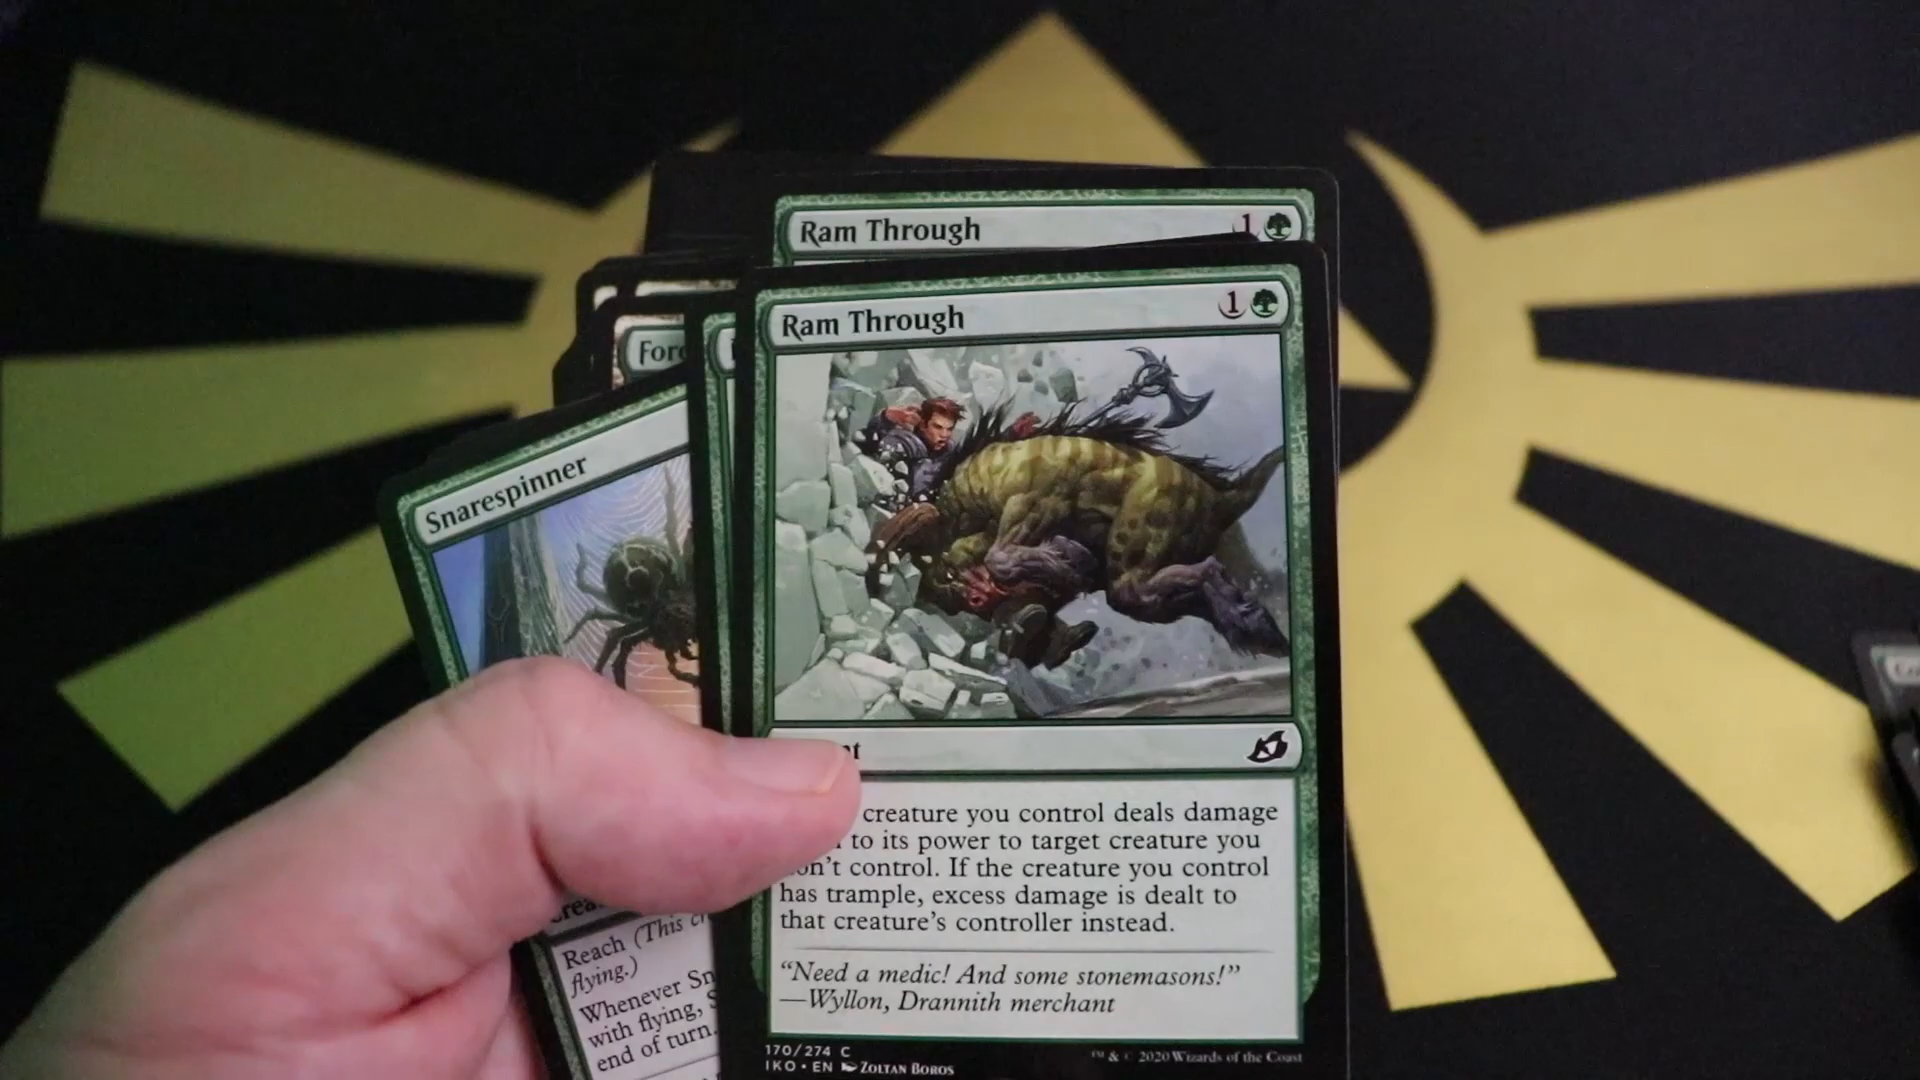 Ram Through 1
Ram Through 1
creature you control deals damage
to its power to target creature you
control. If the creature you control
has trample, excess damage is dealt to
that creature's controller instead.
“Need a medic! And some stonemasons!”
—Wyllon, Drannith merchant
170/274 C
IKO • EN Zoltan Boros
™ & © 2020 Wizards of the Coast
Snarespinner
Reach (This
flying.)
Whenever
with flying,
end of turn.